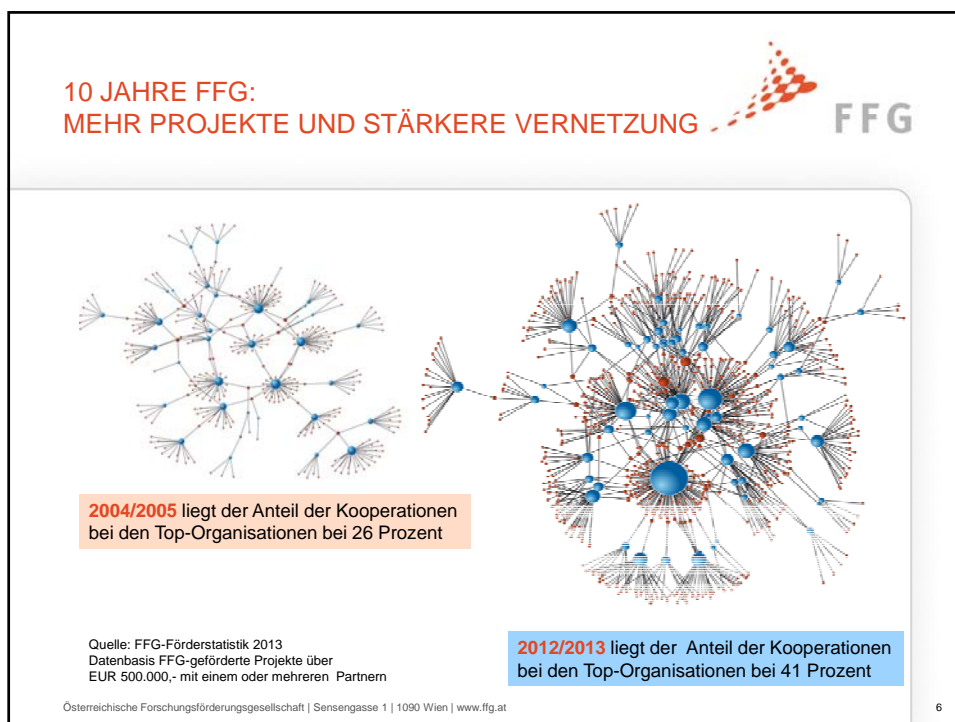 10 JAHRE FFG:
MEHR PROJEKTE UND STÄRKERE VERNETZUNG
FFG
2004/2005 liegt der Anteil der Kooperationen
bei den Top-Organisationen bei 26 Prozent
Quelle: FFG-Förderstatistik 2013
Datenbasis FFG-geförderte Projekte über
EUR 500.000,- mit einem oder mehreren Partnern
2012/2013 liegt der Anteil der Kooperationen
bei den Top-Organisationen bei 41 Prozent
Österreichische Forschungsförderungsgesellschaft | Sensengasse 1 | 1090 Wien | www.ffg.at
6